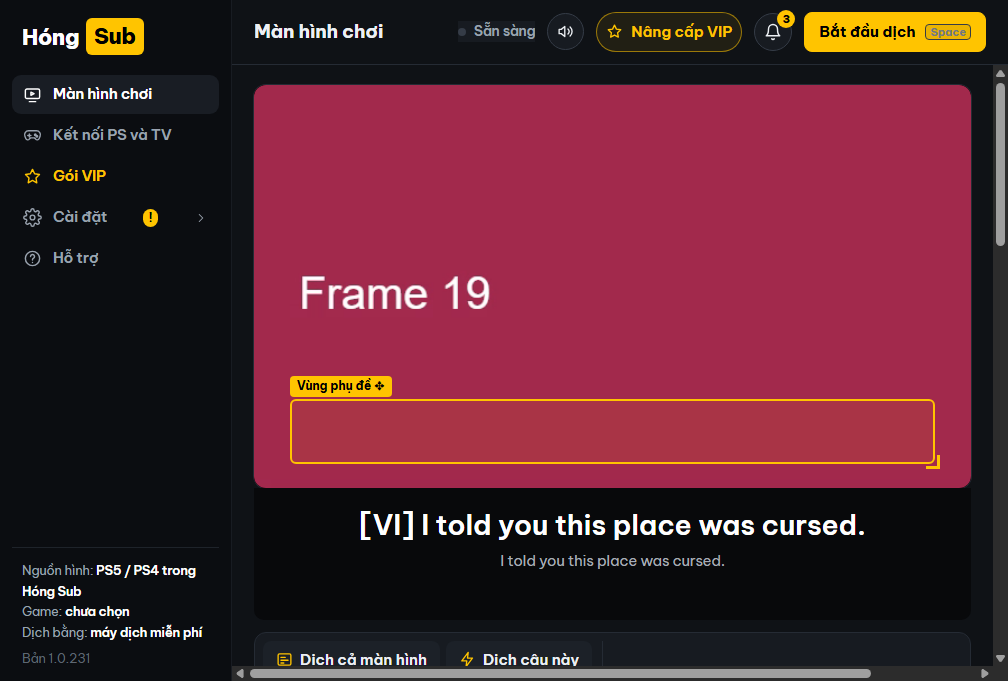 Hóng Sub
Màn hình chơi
Kết nối PS và TV
Gói VIP
Cài đặt
!
Hỗ trợ
Nguồn hình: PS5 / PS4 trong
Hóng Sub
Game: chưa chọn
Dịch bằng: máy dịch miễn phí
Bản 1.0.231
Màn hình chơi
Sẵn sàng
Nâng cấp VIP
3
Bắt đầu dịch Space
Frame 19
Vùng phụ đề
[VI] I told you this place was cursed.
I told you this place was cursed.
Dịch cả màn hình
Dịch câu này